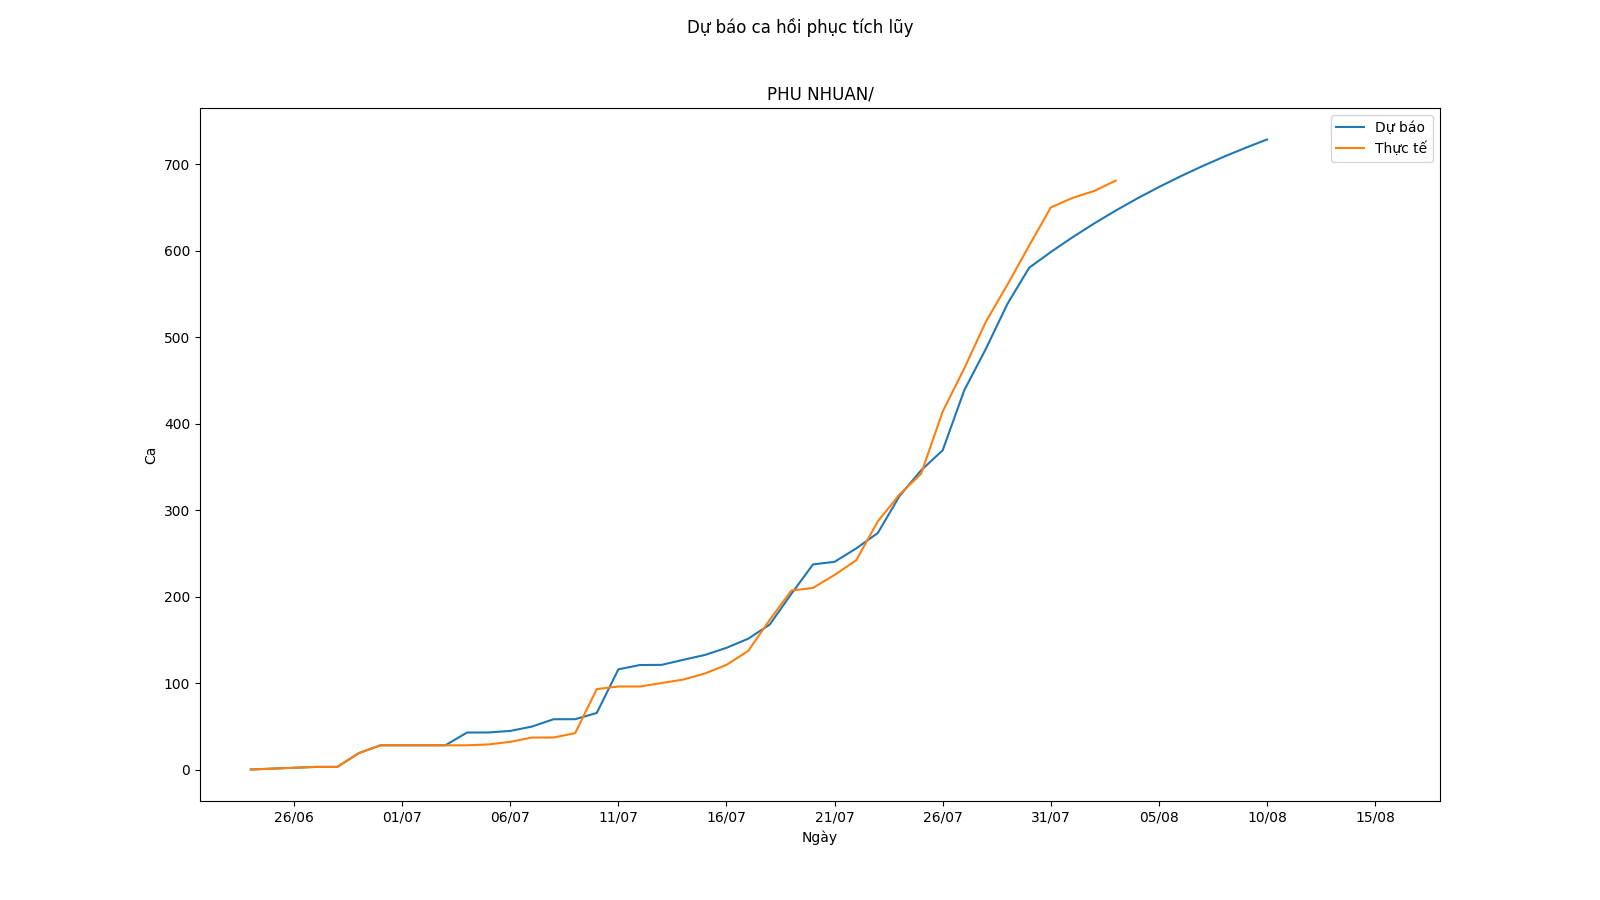 Dự báo ca hồi phục tích lũy
PHU NHUAN/
Dự báo
Thực tế
700
600
500
400
300
200
100
0
Ca
26/06 01/07 06/07 11/07 16/07 21/07 26/07 31/07 05/08 10/08 15/08
Ngày